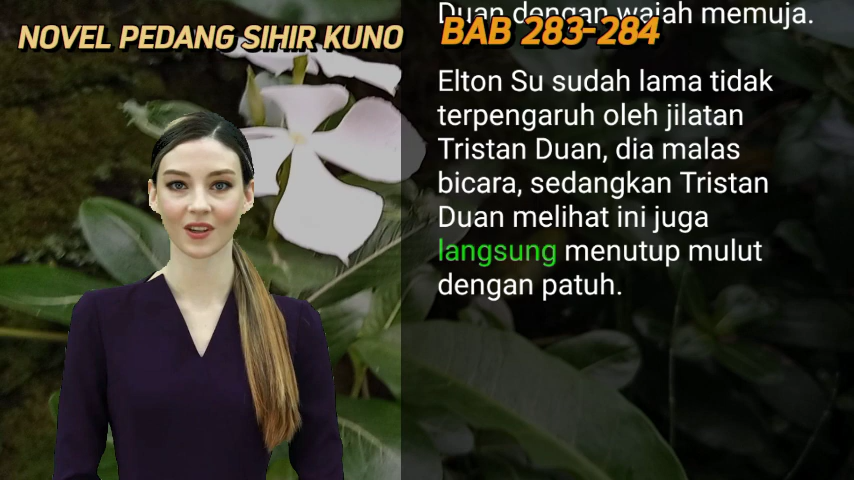 NOVEL PEDANG SIHIR KUNO
BAB 283-284
Duan dengan wajah memuja.
Elton Su sudah lama tidak
terpengaruh oleh jilatan
Tristan Duan, dia malas
bicara, sedangkan Tristan
Duan melihat ini juga
langsung menutup mulut
dengan patuh.